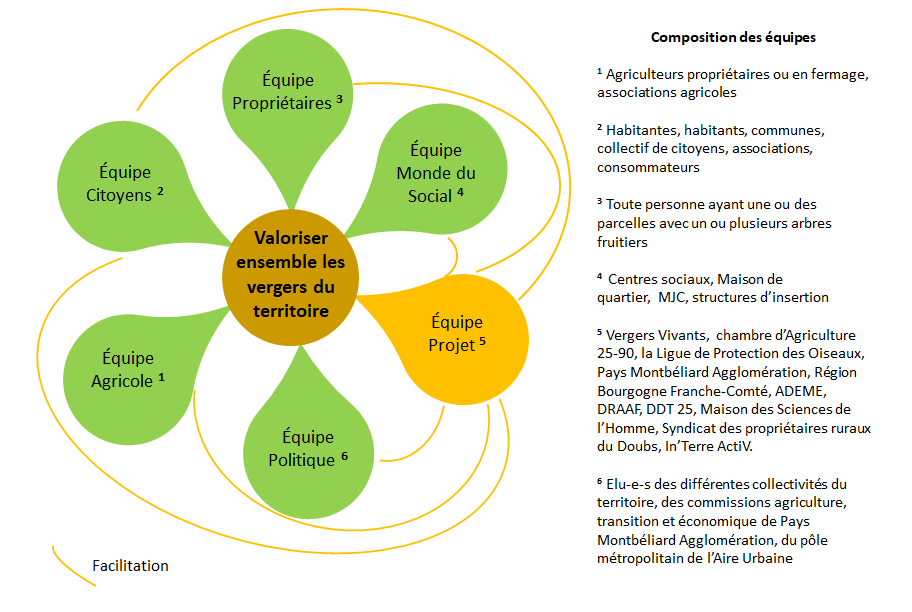 Équipe
Propriétaires ³
Équipe
Monde du
Social ⁴
Équipe
Citoyens ²
Valoriser
ensemble les
vergers du
territoire
Équipe
Projet ⁵
Équipe
Agricole ¹
Équipe
Politique ⁶
Facilitation
Composition des équipes
¹ Agriculteurs propriétaires ou en fermage,
associations agricoles
² Habitantes, habitants, communes,
collectif de citoyens, associations,
consommateurs
³ Toute personne ayant une ou des
parcelles avec un ou plusieurs arbres
fruitiers
⁴ Centres sociaux, Maison de
quartier, MJC, structures d’insertion
⁵ Vergers Vivants, chambre d’Agriculture
25-90, la Ligue de Protection des Oiseaux,
Pays Montbéliard Agglomération, Région
Bourgogne Franche-Comté, ADEME,
DRAAF, DDT 25, Maison des Sciences de
l’Homme, Syndicat des propriétaires ruraux
du Doubs, In’Terre ActiV.
⁶ Elu-e-s des différentes collectivités du
territoire, des commissions agriculture,
transition et économique de Pays
Montbéliard Agglomération, du pôle
métropolitain de l’Aire Urbaine